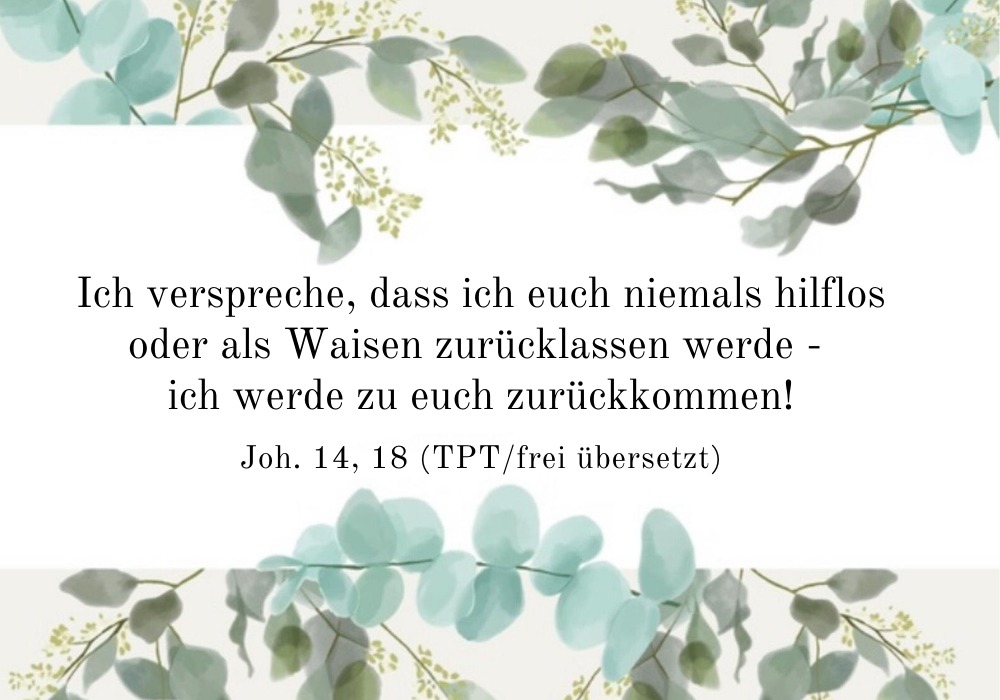 Ich verspreche, dass ich euch niemals hilflos
oder als Waisen zurücklassen werde -
ich werde zu euch zurückkommen!
Joh. 14, 18 (TPT/frei übersetzt)